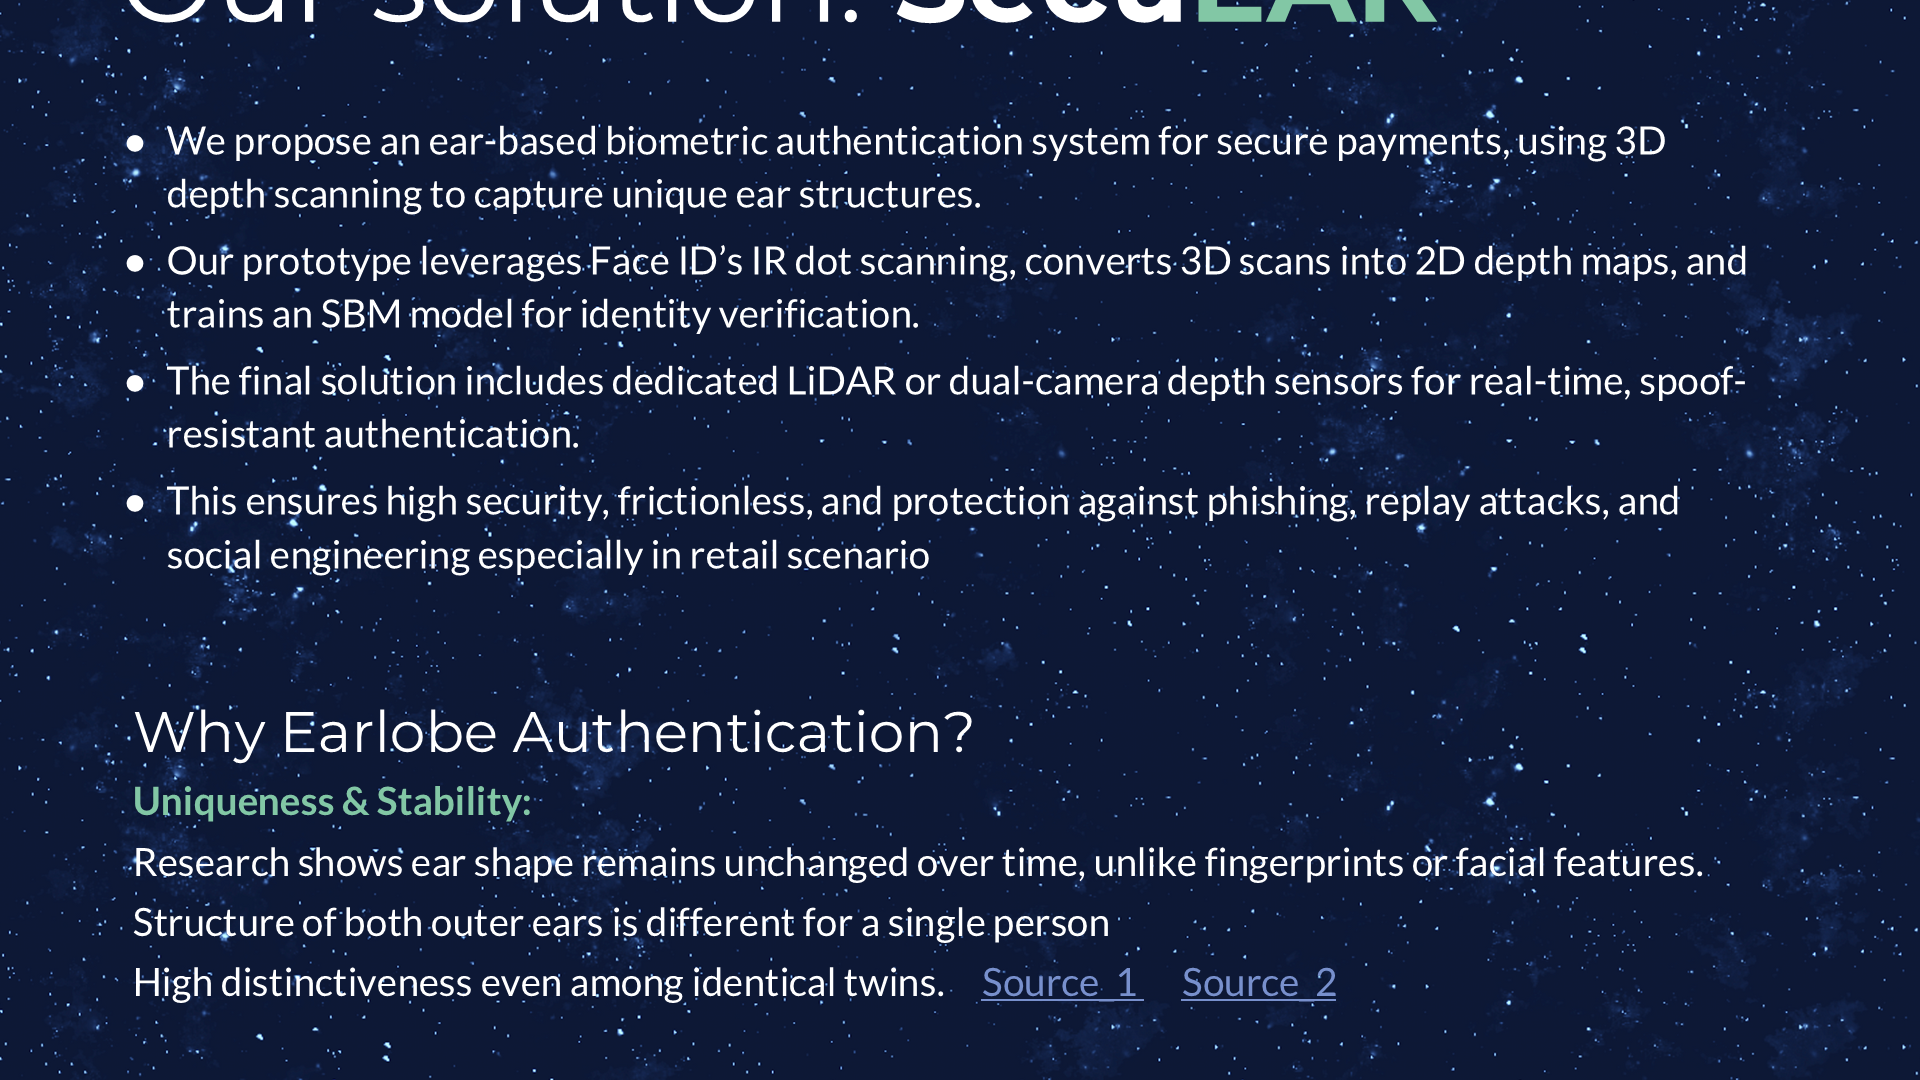 Our solution: SecuEAR
● We propose an ear-based biometric authentication system for secure payments, using 3D
depth scanning to capture unique ear structures.
● Our prototype leverages Face ID’s IR dot scanning, converts 3D scans into 2D depth maps, and
trains an SBM model for identity verification.
● The final solution includes dedicated LiDAR or dual-camera depth sensors for real-time, spoof-
resistant authentication.
● This ensures high security, frictionless, and protection against phishing, replay attacks, and
social engineering especially in retail scenario
Why Earlobe Authentication?
Uniqueness & Stability:
Research shows ear shape remains unchanged over time, unlike fingerprints or facial features.
Structure of both outer ears is different for a single person
High distinctiveness even among identical twins. Source_1 Source_2